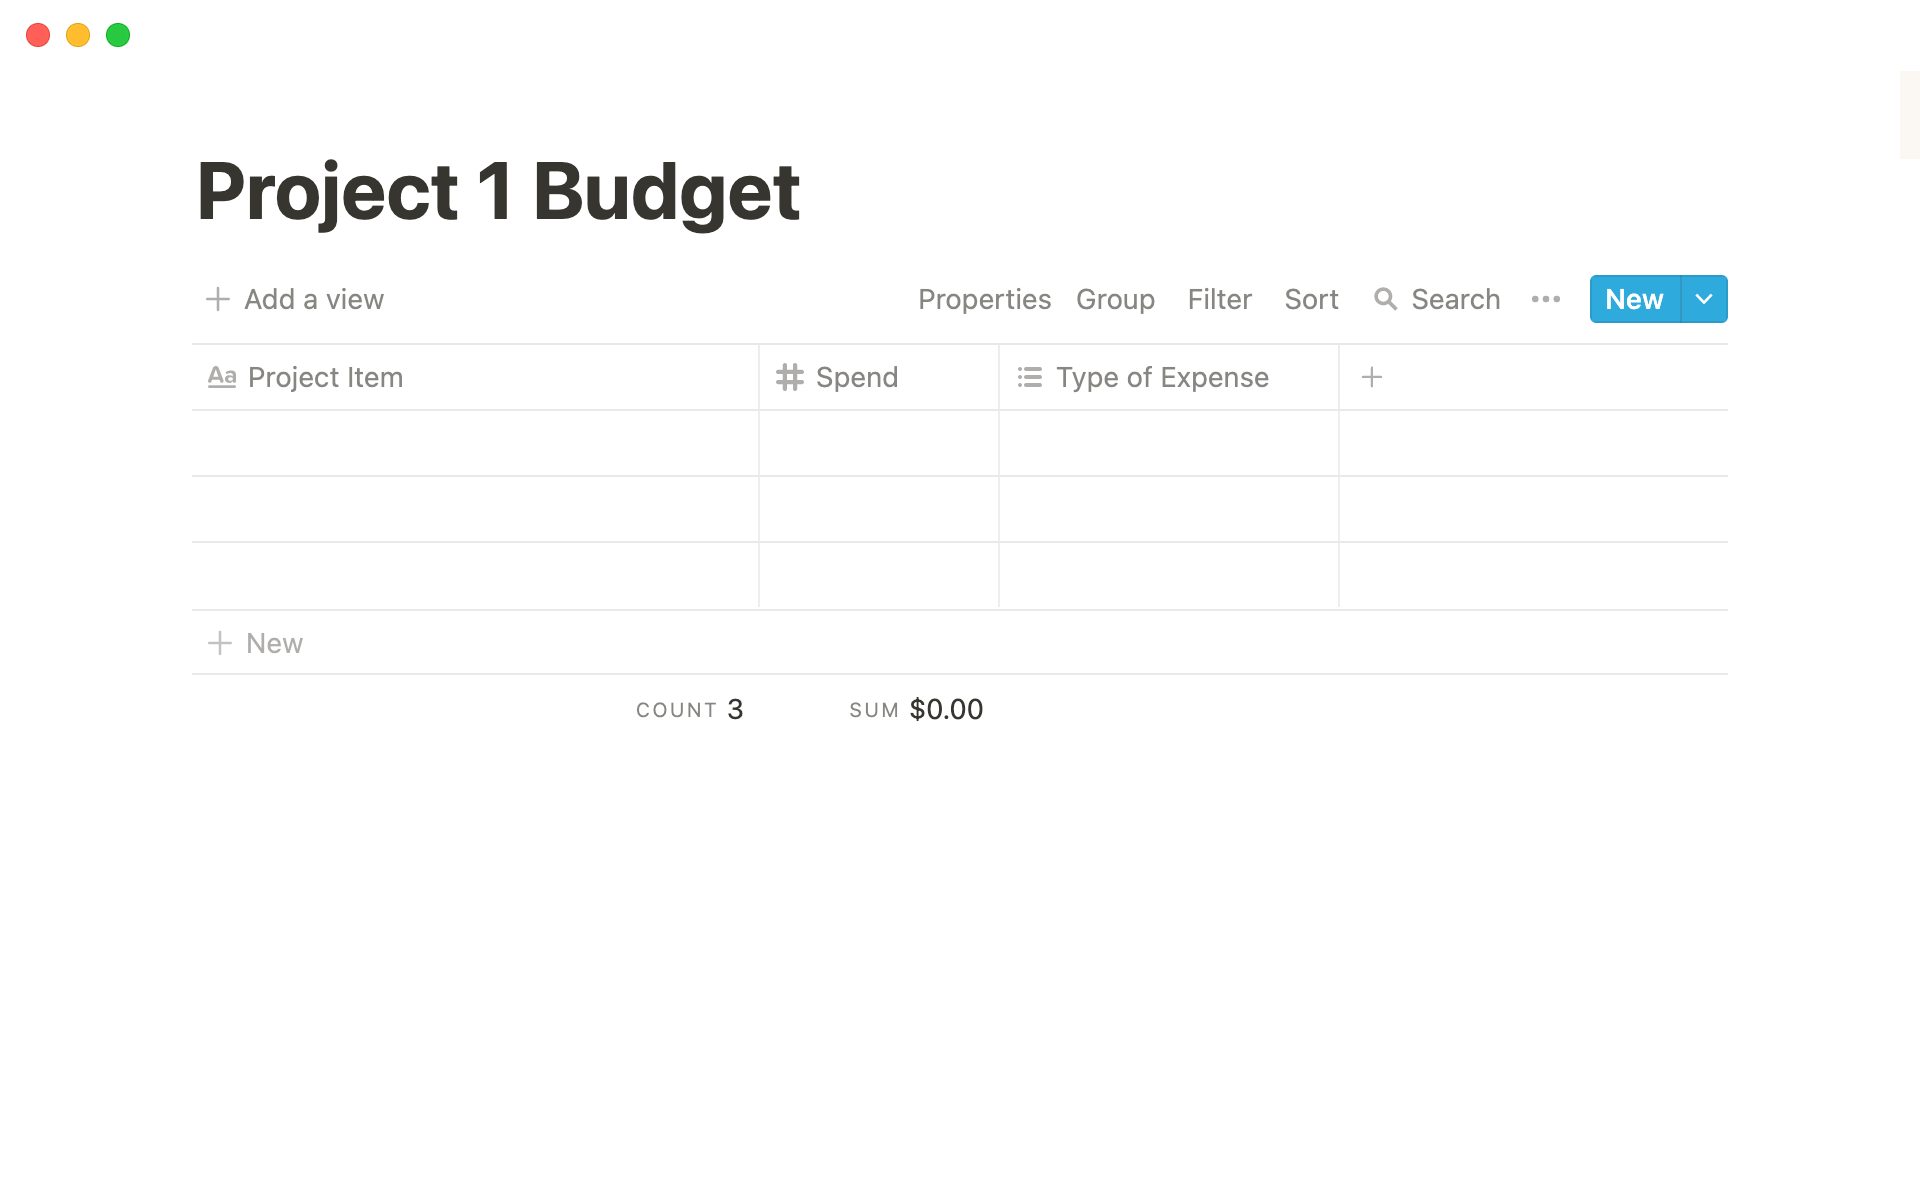 Project 1 Budget
Add a view Properties Group Filter Sort Search New
Aa Project Item Spend Type of Expense
New
COUNT 3 SUM $0.00